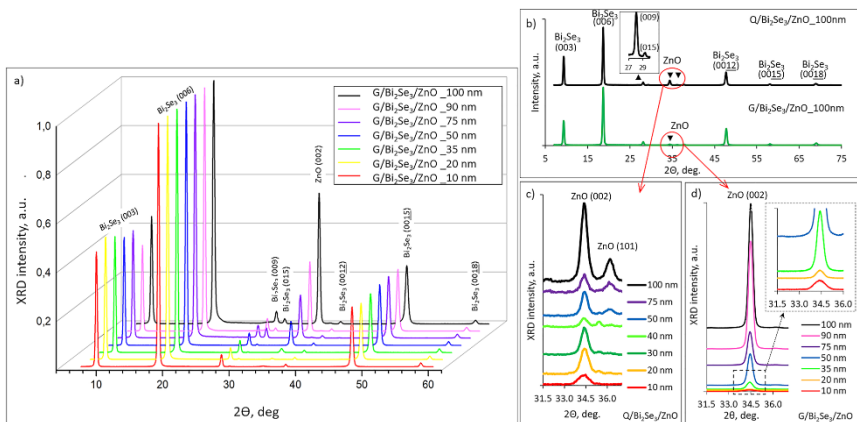 a)
XRD intensity, a.u.
1,0
0,8
0,6
0,4
0,2
10
20
30
40
50
60
2Θ, deg
Bi₂Se₃ (003)
Bi₂Se₃ (006)
Bi₂Se₃ (009)
Bi₂Se₃ (015)
ZnO (002)
Bi₂Se₃ (0012)
Bi₂Se₃ (0015)
Bi₂Se₃ (0018)
G/Bi₂Se₃/ZnO _100 nm
G/Bi₂Se₃/ZnO _90 nm
G/Bi₂Se₃/ZnO _75 nm
G/Bi₂Se₃/ZnO _50 nm
G/Bi₂Se₃/ZnO _35 nm
G/Bi₂Se₃/ZnO _20 nm
G/Bi₂Se₃/ZnO _10 nm
b)
Intensity, a.u.
Bi₂Se₃
(003)
Bi₂Se₃
(006)
(009)
(015)
27 29
ZnO
Q/Bi₂Se₃/ZnO_100nm
Bi₂Se₃
(0012)
Bi₂Se₃
(0015)
Bi₂Se₃
(0018)
ZnO
G/Bi₂Se₃/ZnO_100nm
5 15 25 35 45 55 65 75
2Θ, deg.
c)
XRD intensity, a.u.
ZnO (002)
ZnO (101)
100 nm
75 nm
50 nm
40 nm
30 nm
20 nm
10 nm
31.5 33.0 34.5 36.0
2Θ, deg.
Q/Bi₂Se₃/ZnO
d)
XRD intensity, a.u.
ZnO (002)
31.5 33.0 34.5 36.0
100 nm
90 nm
75 nm
50 nm
35 nm
20 nm
10 nm
31.5 33.0 34.5 36.0
2Θ, deg.
G/Bi₂Se₃/ZnO